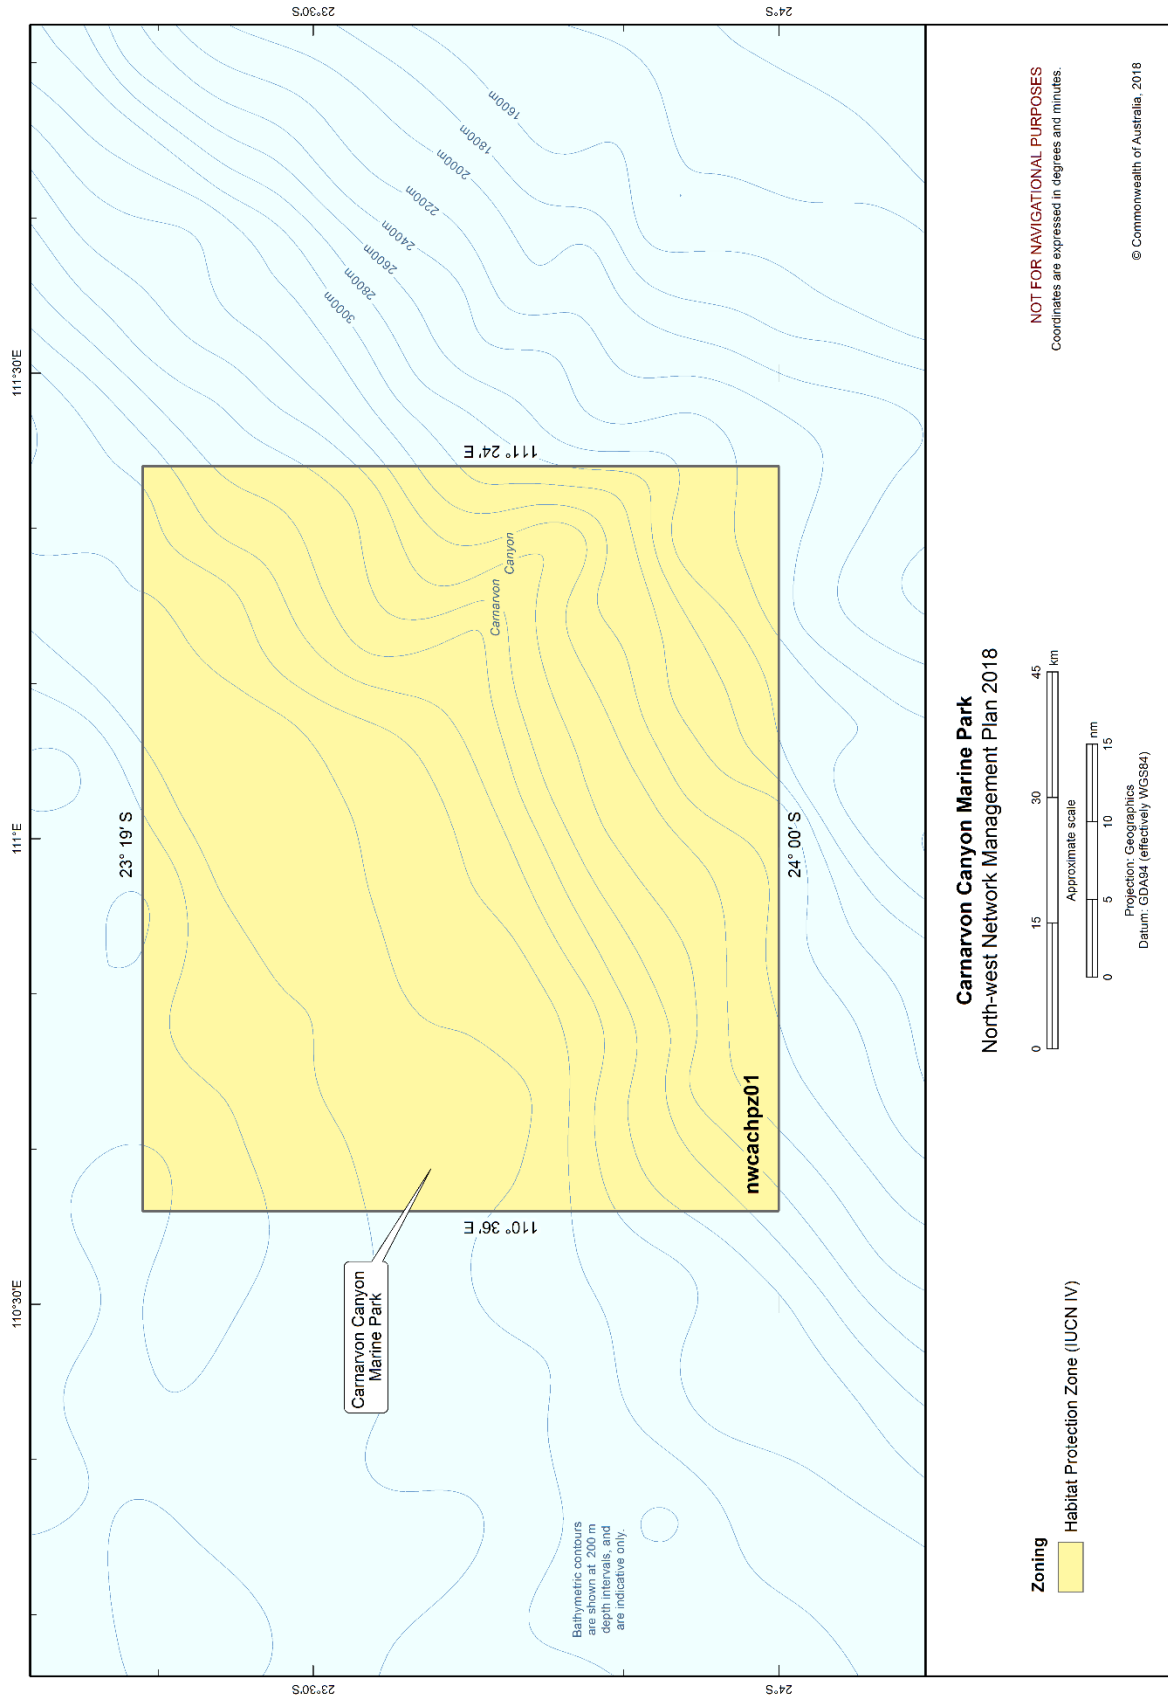 110°30'E
111°E
111°30'E
23°30'S
23°30'S
24°S
24°S
23° 19′ S
24° 00′ S
110° 36′ E
111° 24′ E
Carnarvon Canyon
Marine Park
Carnarvon
Canyon
nwcachpz01
3000m
2800m
2600m
2400m
2200m
2000m
1800m
1600m
Bathymetric contours
are shown at 200 m
depth intervals, and
are indicative only.
Zoning
Habitat Protection Zone (IUCN IV)
Carnarvon Canyon Marine Park
North-west Network Management Plan 2018
0 15 30 45
km
Approximate scale
nm
0 5 10 15
Projection: Geographics
Datum: GDA94 (effectively WGS84)
NOT FOR NAVIGATIONAL PURPOSES
Coordinates are expressed in degrees and minutes.
© Commonwealth of Australia, 2018